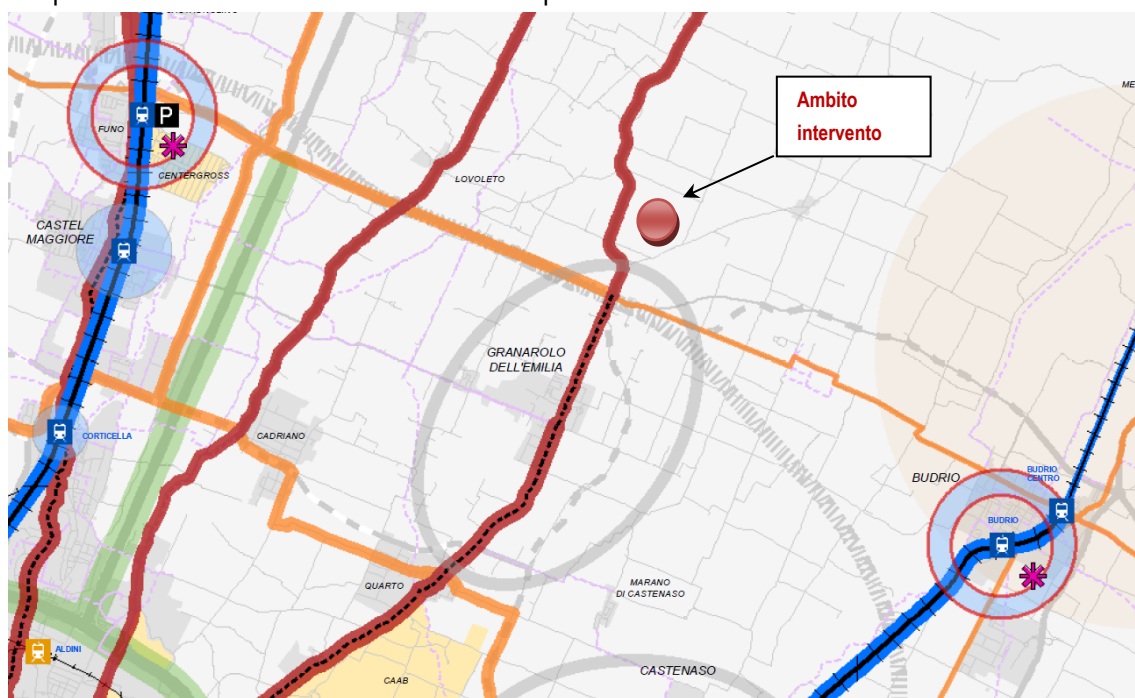 Ambito
intervento
ME
P
FUNO
CENTERGROSS
LOVOLETO
CASTEL
MAGGIORE
GRANAROLO
DELL'EMILIA
CORTICELLA
CADRIANO
BUDRIO
BUDRIO
CENTRO
BUDRIO
QUARTO
MARANO
DI CASTENASO
ALDINI
CASTENASO
CAAB